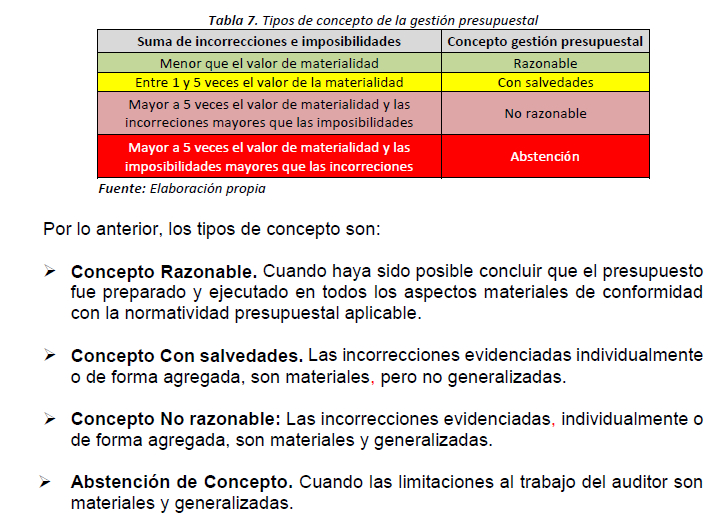 Tabla 7. Tipos de concepto de la gestión presupuestal
Suma de incorrecciones e imposibilidades Concepto gestión presupuestal
Menor que el valor de materialidad Razonable
Entre 1 y 5 veces el valor de la materialidad Con salvedades
Mayor a 5 veces el valor de materialidad y las
incorreciones mayores que las imposibilidades
No razonable
Mayor a 5 veces el valor de materialidad y las
imposibilidades mayores que las incorreciones
Abstención
Fuente: Elaboración propia
Por lo anterior, los tipos de concepto son:
➢ Concepto Razonable. Cuando haya sido posible concluir que el presupuesto
fue preparado y ejecutado en todos los aspectos materiales de conformidad
con la normatividad presupuestal aplicable.
➢ Concepto Con salvedades. Las incorrecciones evidenciadas individualmente
o de forma agregada, son materiales, pero no generalizadas.
➢ Concepto No razonable: Las incorrecciones evidenciadas, individualmente o
de forma agregada, son materiales y generalizadas.
➢ Abstención de Concepto. Cuando las limitaciones al trabajo del auditor son
materiales y generalizadas.